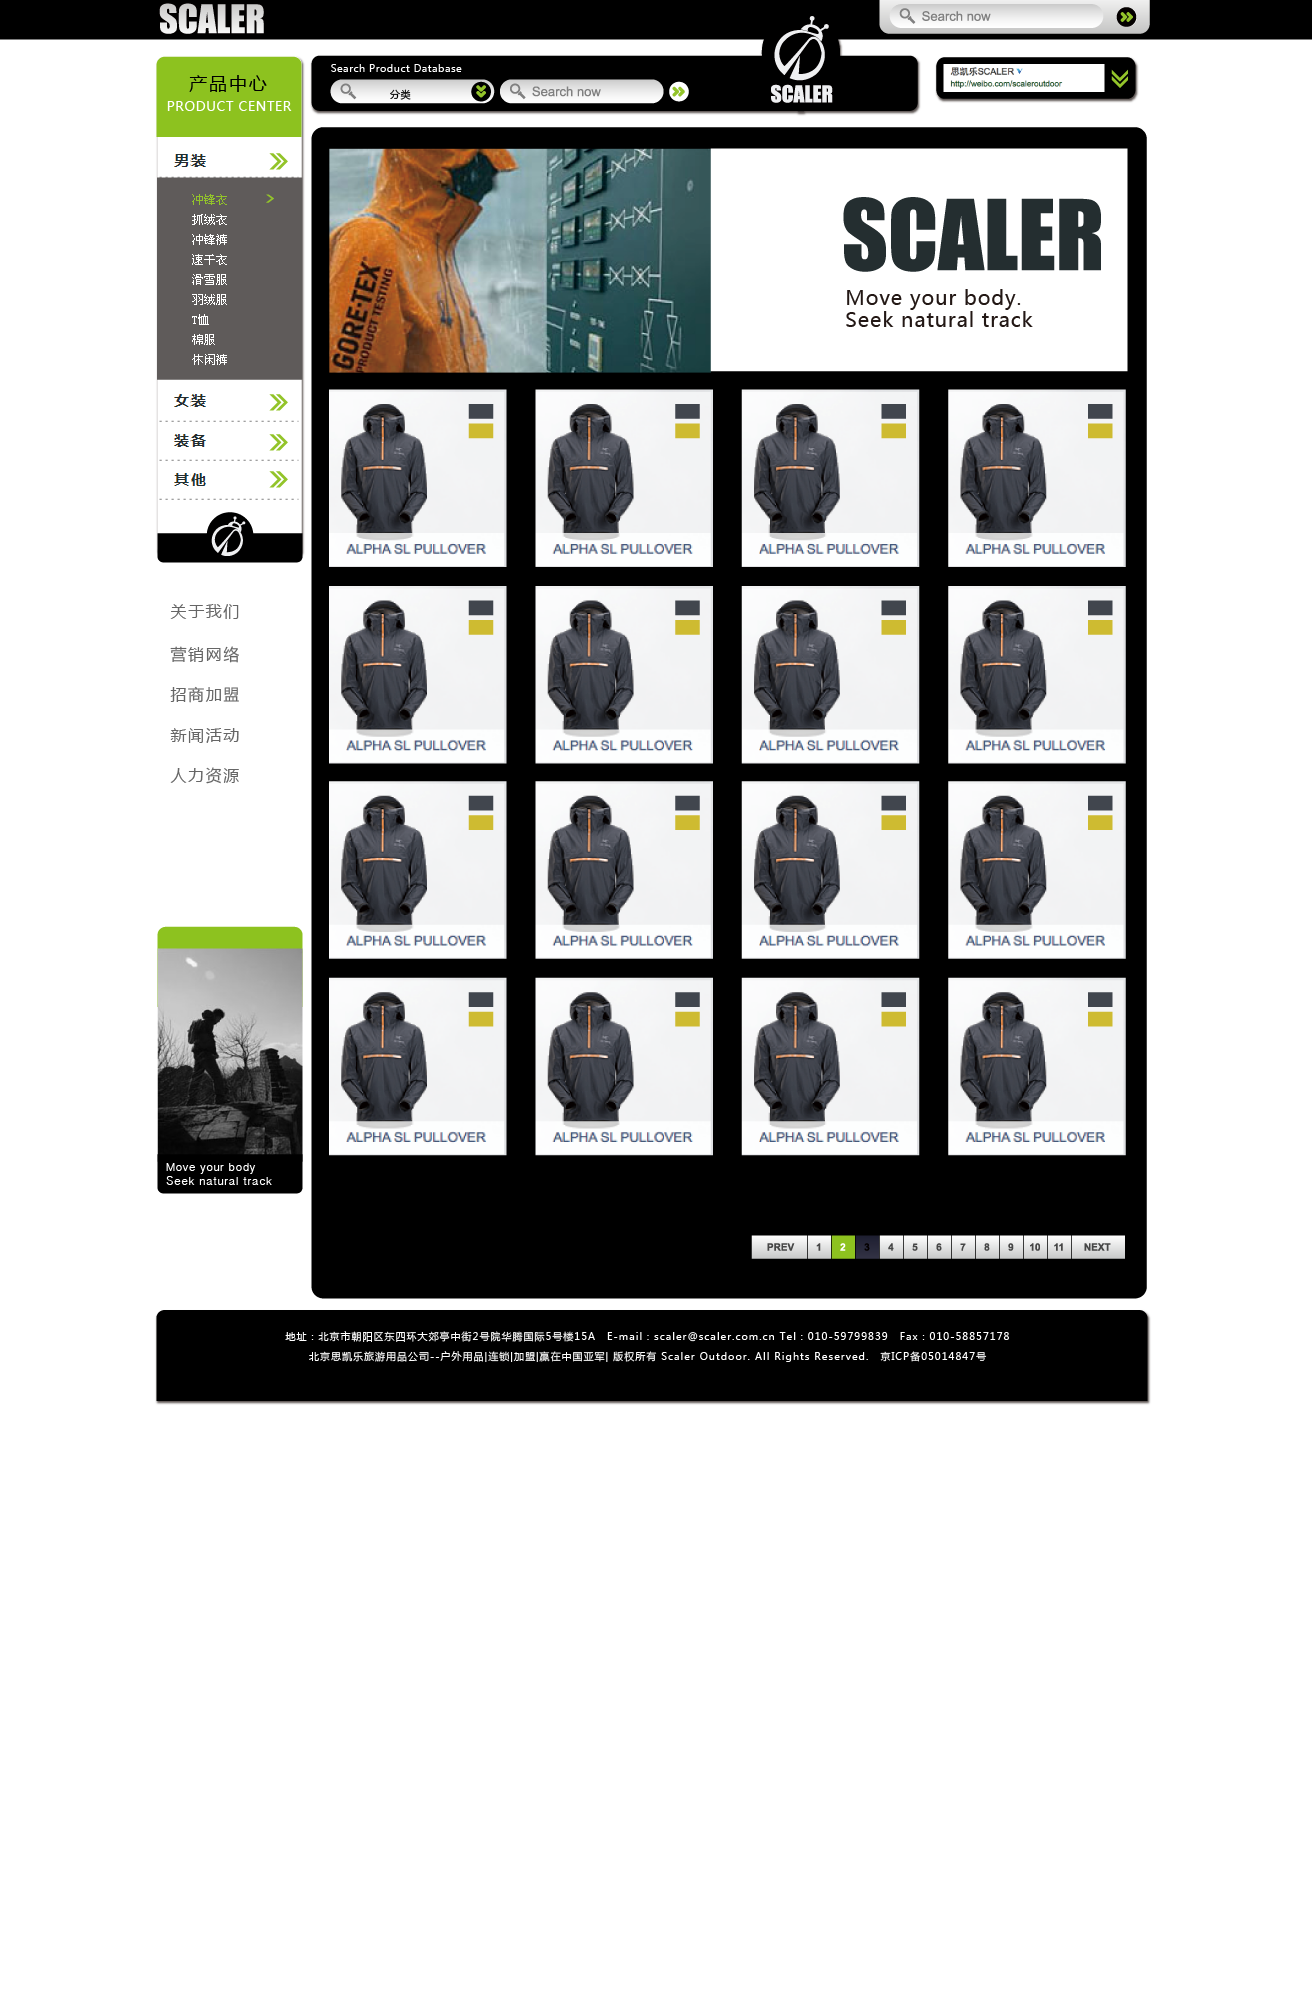 SCALER
Search now
产品中心
PRODUCT CENTER
男装
冲锋衣
抓绒衣
冲锋裤
速干衣
滑雪服
羽绒服
T恤
棉服
休闲裤
女装
装备
其他
关于我们
营销网络
招商加盟
新闻活动
人力资源
Move your body
Seek natural track
Search Product Database
分类
Search now
SCALER
思凯乐SCALER
http://weibo.com/scaleroutdoor
GORE-TEX
PRODUCT TESTING
SCALER
Move your body.
Seek natural track
ALPHA SL PULLOVER ALPHA SL PULLOVER ALPHA SL PULLOVER ALPHA SL PULLOVER
ALPHA SL PULLOVER ALPHA SL PULLOVER ALPHA SL PULLOVER ALPHA SL PULLOVER
ALPHA SL PULLOVER ALPHA SL PULLOVER ALPHA SL PULLOVER ALPHA SL PULLOVER
ALPHA SL PULLOVER ALPHA SL PULLOVER ALPHA SL PULLOVER ALPHA SL PULLOVER
PREV 1 2 3 4 5 6 7 8 9 10 11 NEXT
地址：北京市朝阳区东四环大郊亭中街2号院华腾国际5号楼15A E-mail : scaler@scaler.com.cn Tel : 010-59799839 Fax : 010-58857178
北京思凯乐旅游用品公司--户外用品|连锁|加盟|赢在中国亚军| 版权所有 Scaler Outdoor. All Rights Reserved. 京ICP备05014847号